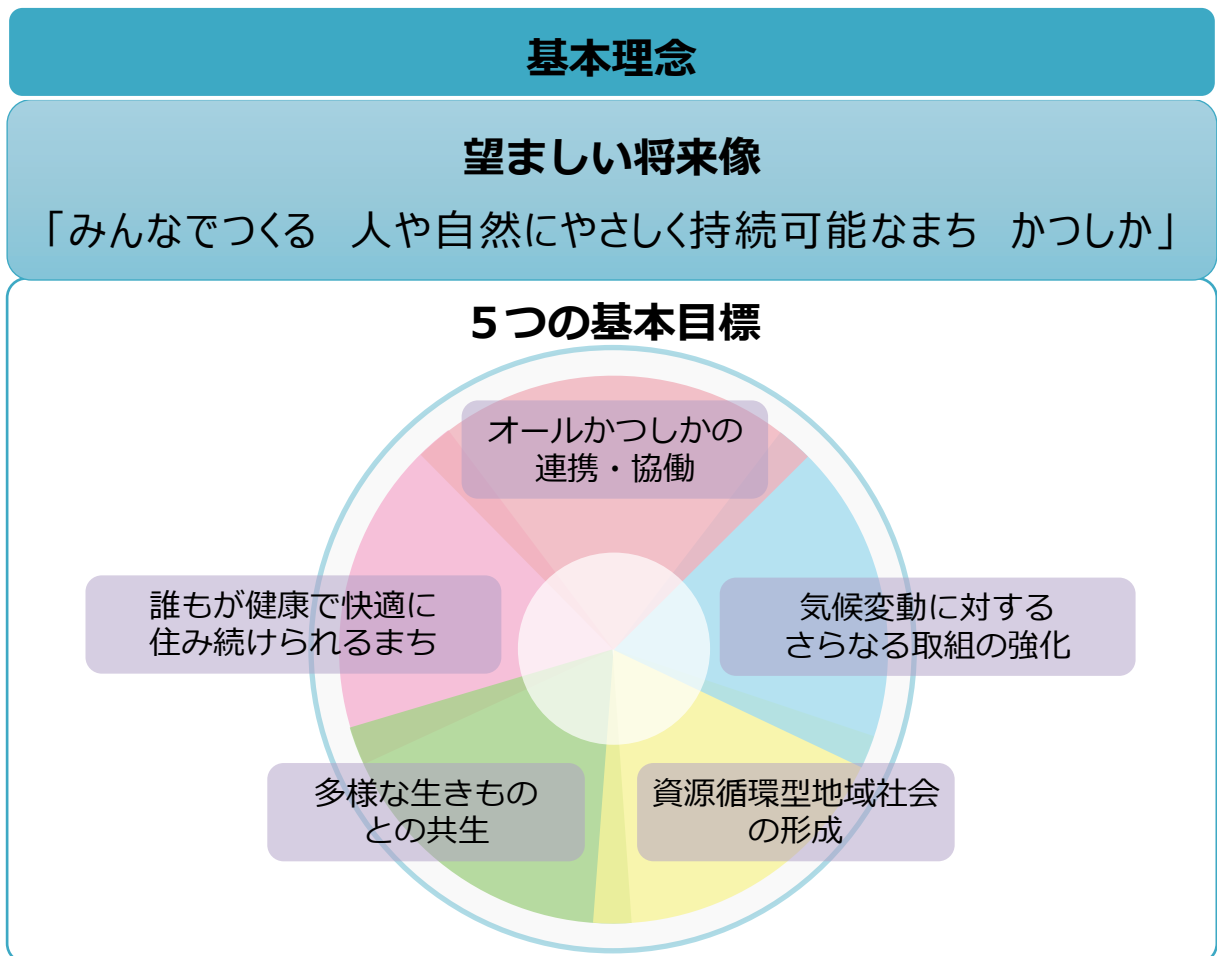 基本理念
望ましい将来像
「みんなでつくる　人や自然にやさしく持続可能なまち　かつしか」
５つの基本目標
オールかつしかの
連携・協働
誰もが健康で快適に
住み続けられるまち
気候変動に対する
さらなる取組の強化
多様な生きもの
との共生
資源循環型地域社会
の形成